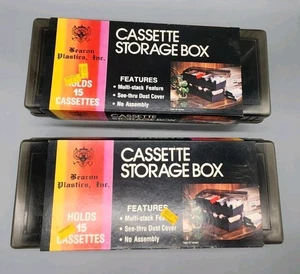 Beacon
Plastics, Inc.
HOLDS
15
CASSETTES
CASSETTE
STORAGE BOX
FEATURES
• Multi-stack Feature
• See-thru Dust Cover
• No Assembly
Beacon
Plastics, Inc.
HOLDS
15
CASSETTES
CASSETTE
STORAGE BOX
FEATURES
• Multi-stack
• See-thru Dust Cover
• No Assembly